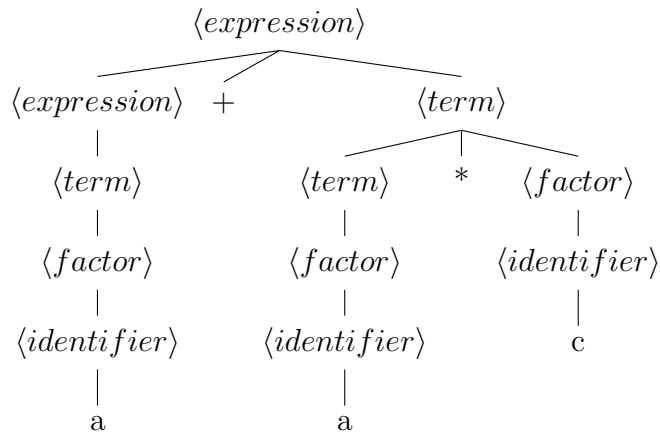 ⟨expression⟩
⟨expression⟩ + ⟨term⟩
⟨term⟩ ⟨term⟩ * ⟨factor⟩
⟨factor⟩ ⟨factor⟩ ⟨identifier⟩
⟨identifier⟩ ⟨identifier⟩ c
a a